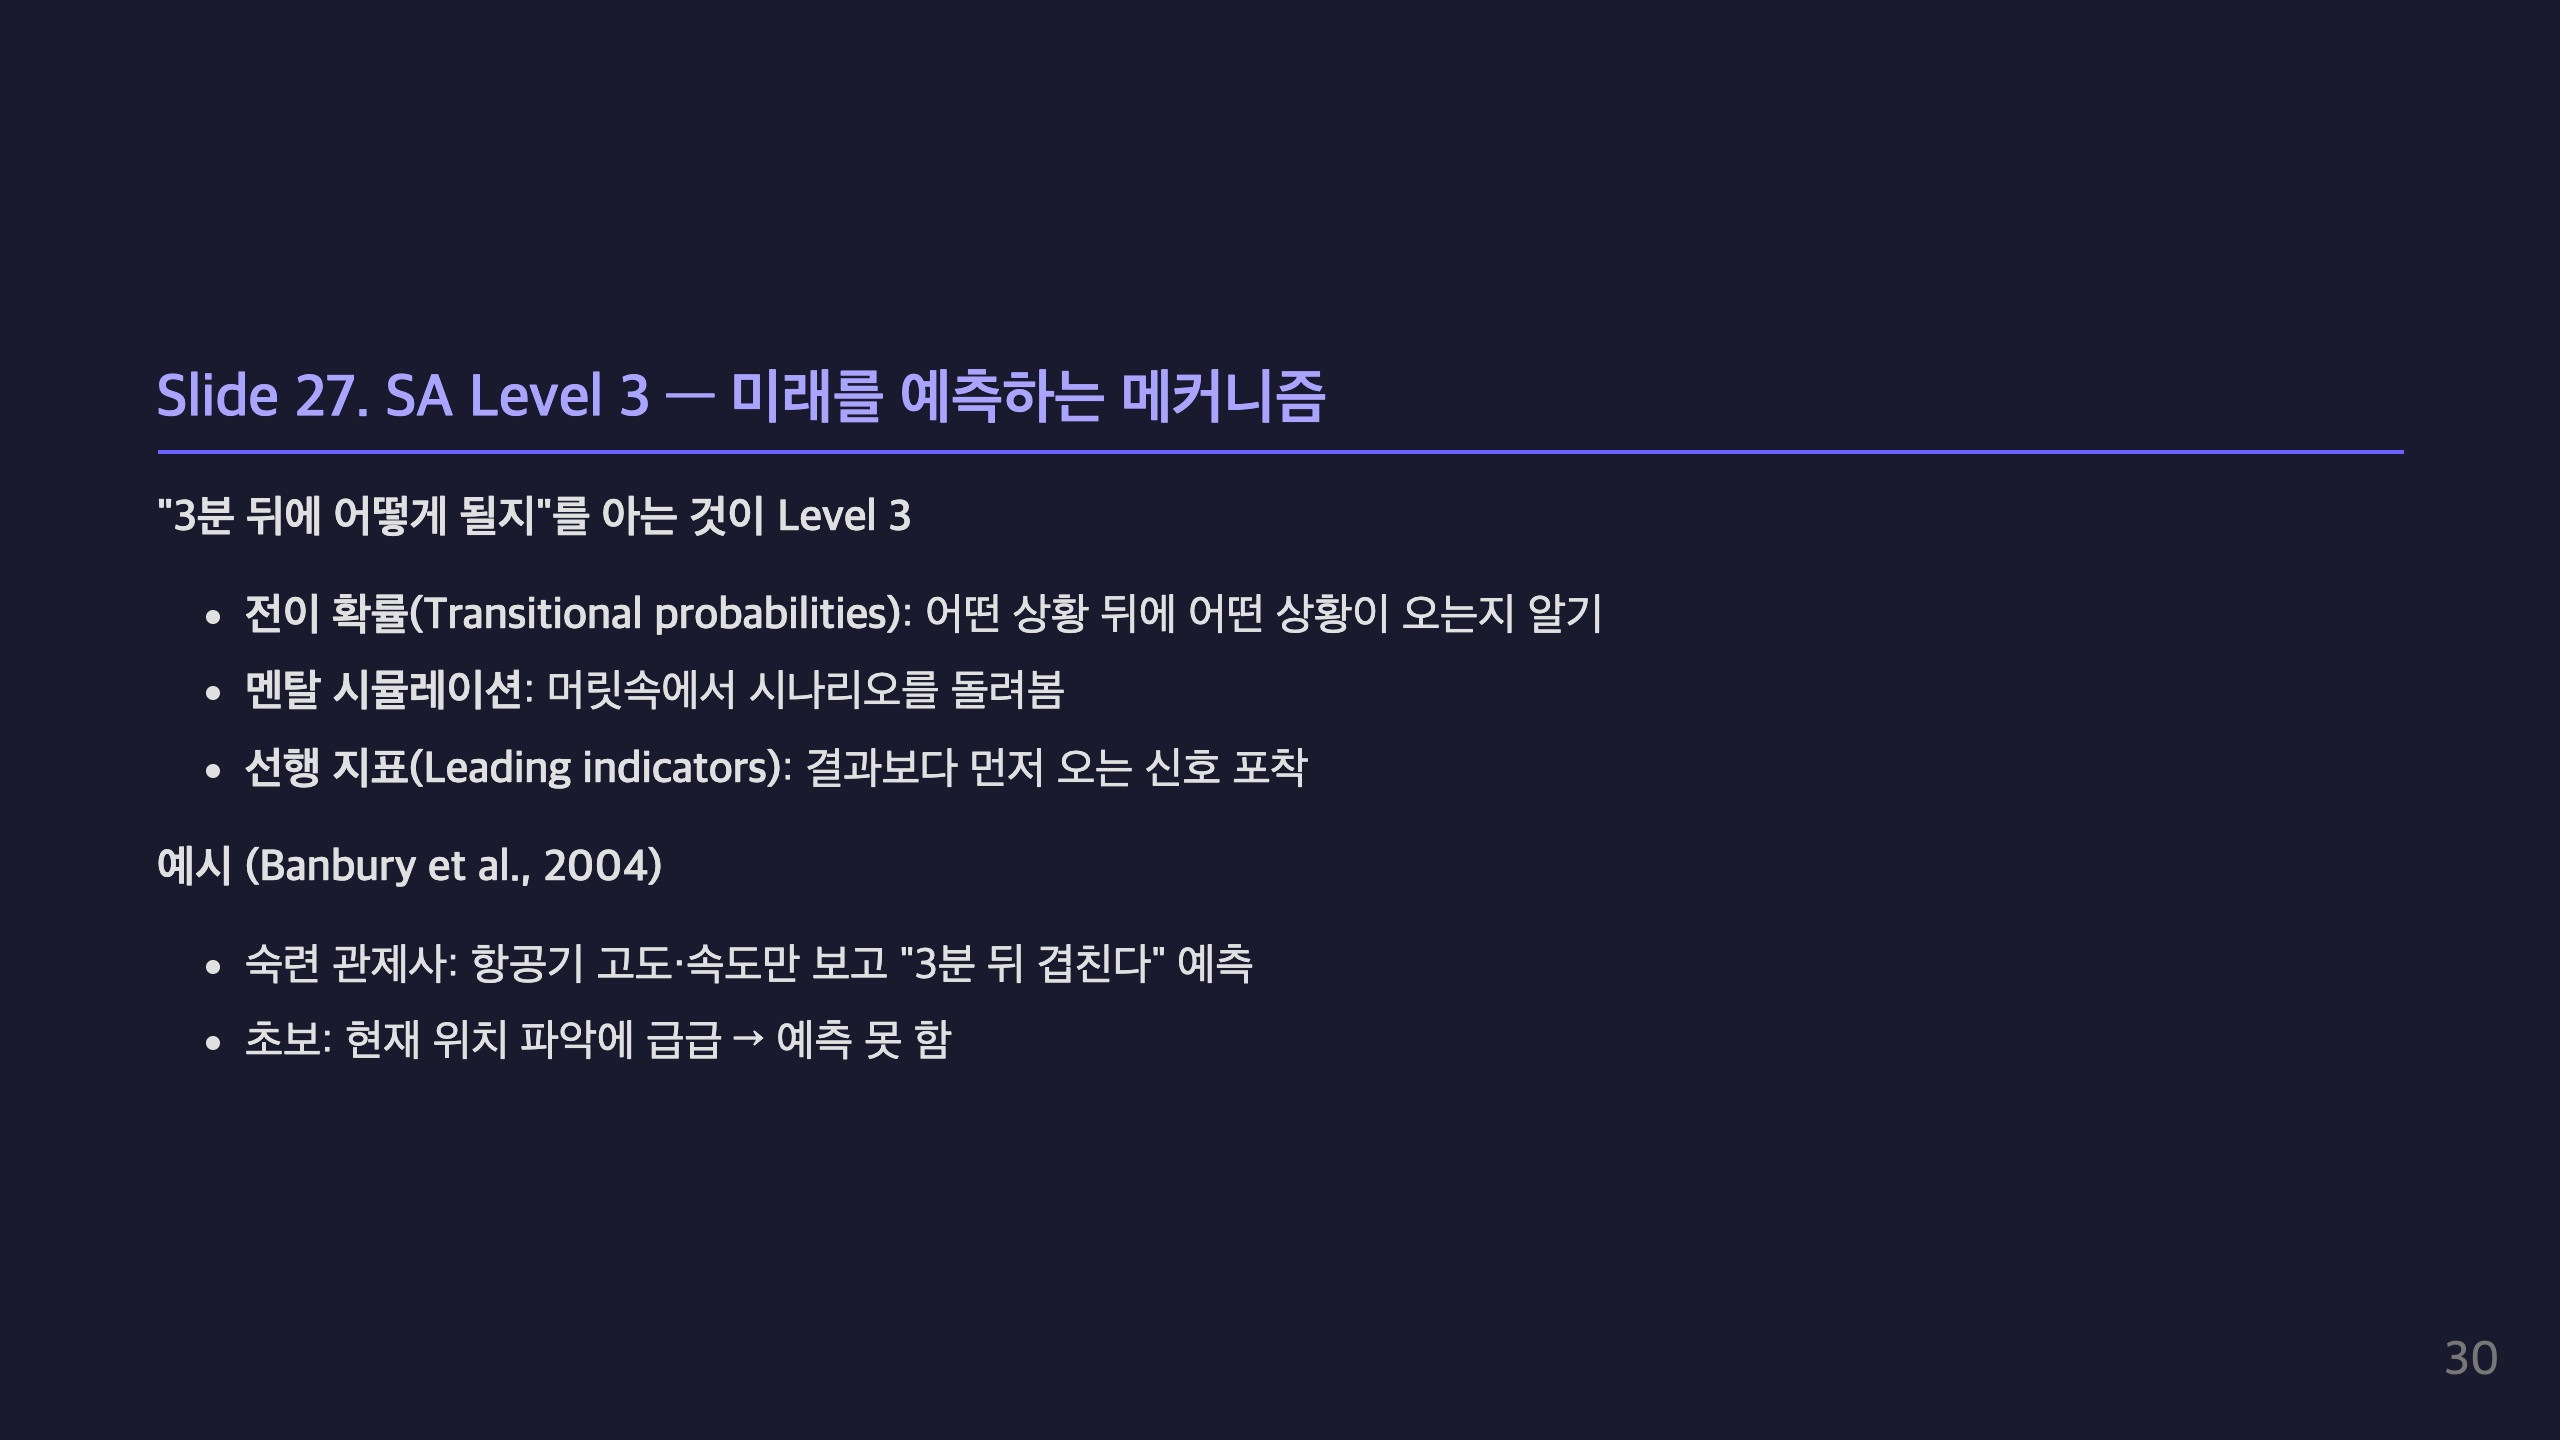 Slide 27. SA Level 3 — 미래를 예측하는 메커니즘
"3분 뒤에 어떻게 될지"를 아는 것이 Level 3
• 전이 확률(Transitional probabilities): 어떤 상황 뒤에 어떤 상황이 오는지 알기
• 멘탈 시뮬레이션: 머릿속에서 시나리오를 돌려봄
• 선행 지표(Leading indicators): 결과보다 먼저 오는 신호 포착
예시 (Banbury et al., 2004)
• 숙련 관제사: 항공기 고도·속도만 보고 "3분 뒤 겹친다" 예측
• 초보: 현재 위치 파악에 급급 → 예측 못 함
30